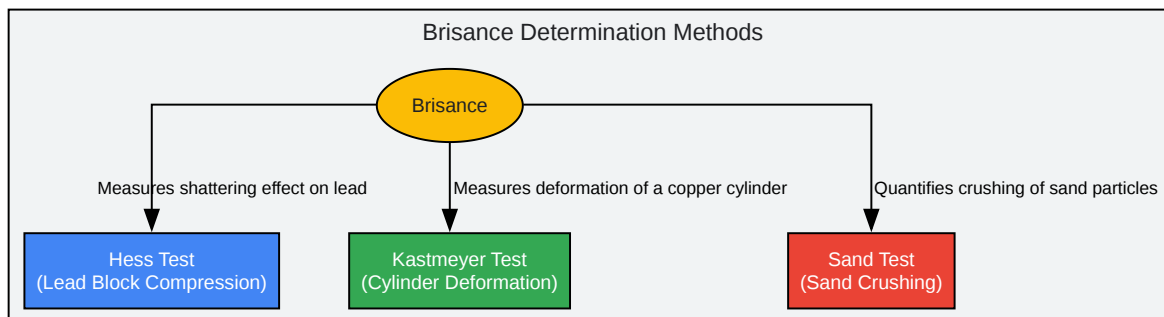 Brisance Determination Methods
Brisance
Measures shattering effect on lead
Measures deformation of a copper cylinder
Quantifies crushing of sand particles
Hess Test
(Lead Block Compression)
Kastmeyer Test
(Cylinder Deformation)
Sand Test
(Sand Crushing)